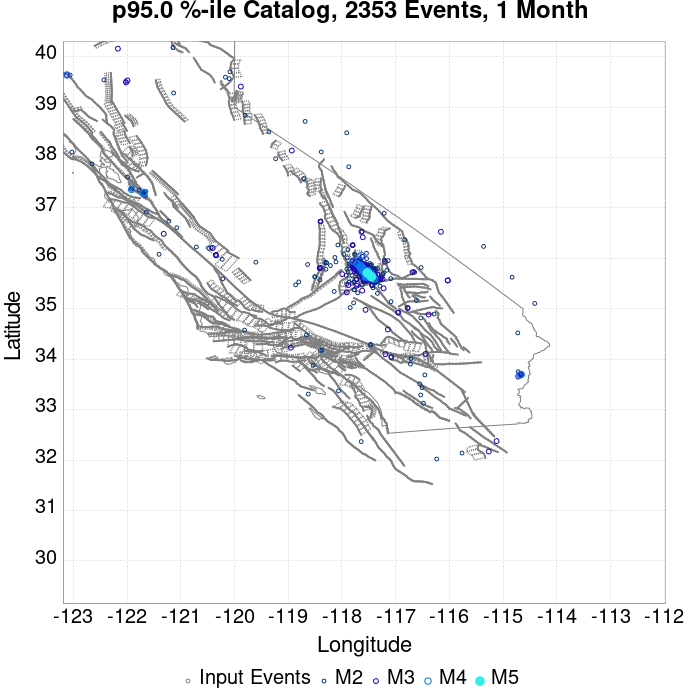 p95.0 %-ile Catalog, 2353 Events, 1 Month
40
39
38
37
36
35
34
33
32
31
30
Latitude
-123 -122 -121 -120 -119 -118 -117 -116 -115 -114 -113 -112
Longitude
Input Events M2 M3 M4 M5